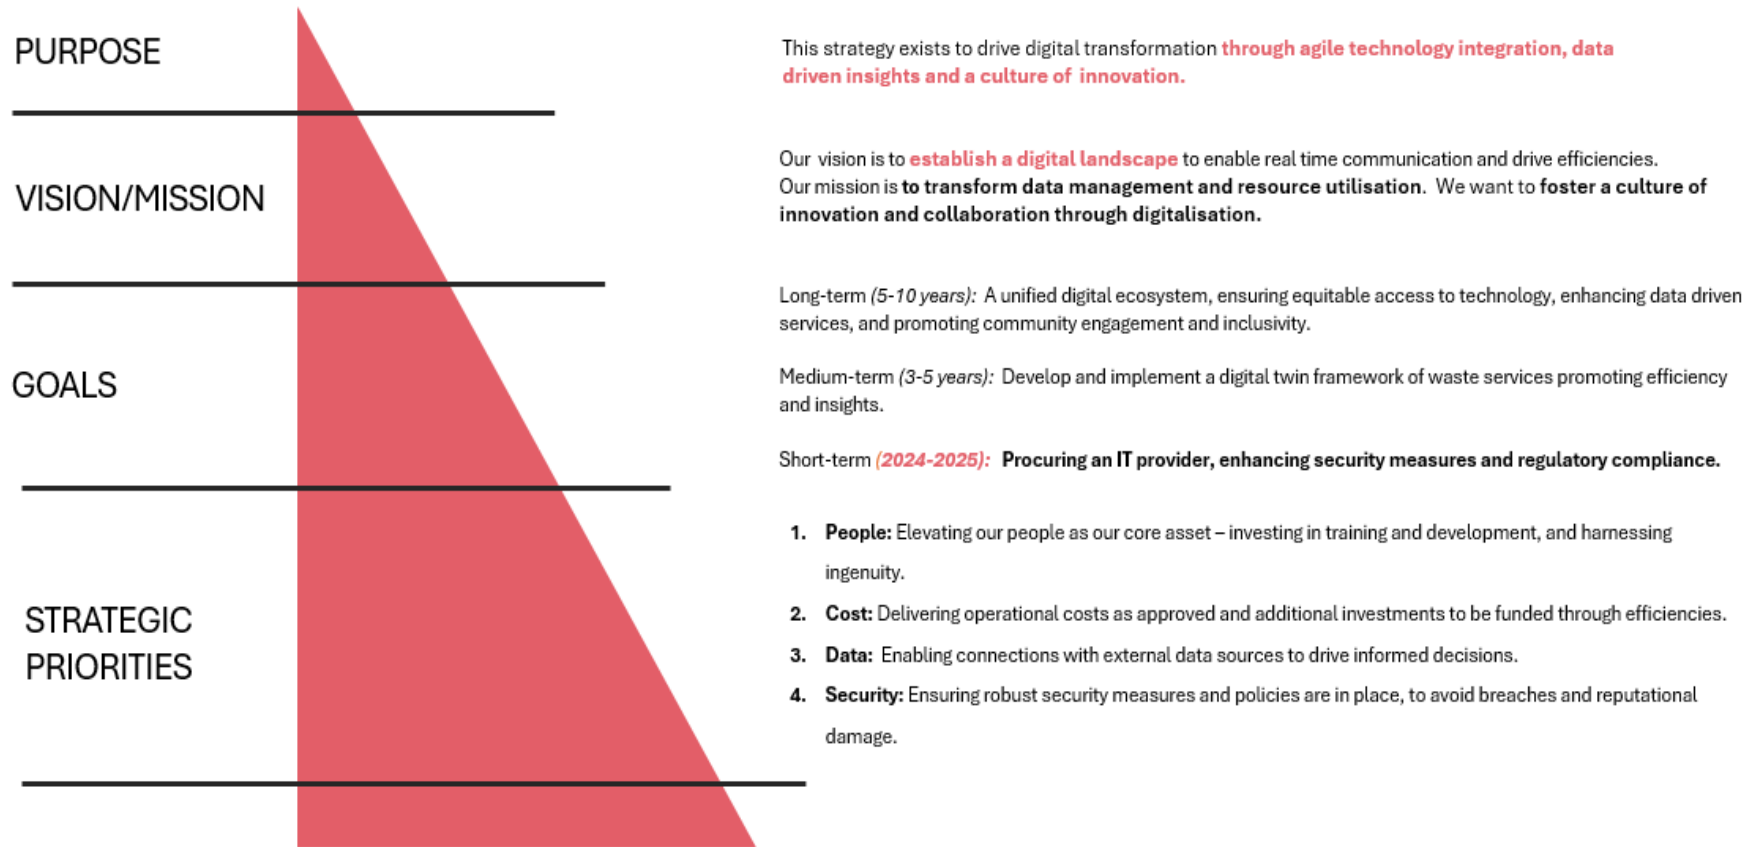 PURPOSE
This strategy exists to drive digital transformation through agile technology integration, data
driven insights and a culture of innovation.
VISION/MISSION
Our vision is to establish a digital landscape to enable real time communication and drive efficiencies.
Our mission is to transform data management and resource utilisation. We want to foster a culture of
innovation and collaboration through digitalisation.
GOALS
Long-term (5-10 years): A unified digital ecosystem, ensuring equitable access to technology, enhancing data driven
services, and promoting community engagement and inclusivity.
Medium-term (3-5 years): Develop and implement a digital twin framework of waste services promoting efficiency
and insights.
Short-term (2024-2025): Procuring an IT provider, enhancing security measures and regulatory compliance.
STRATEGIC
PRIORITIES
1. People: Elevating our people as our core asset – investing in training and development, and harnessing
ingenuity.
2. Cost: Delivering operational costs as approved and additional investments to be funded through efficiencies.
3. Data: Enabling connections with external data sources to drive informed decisions.
4. Security: Ensuring robust security measures and policies are in place, to avoid breaches and reputational
damage.